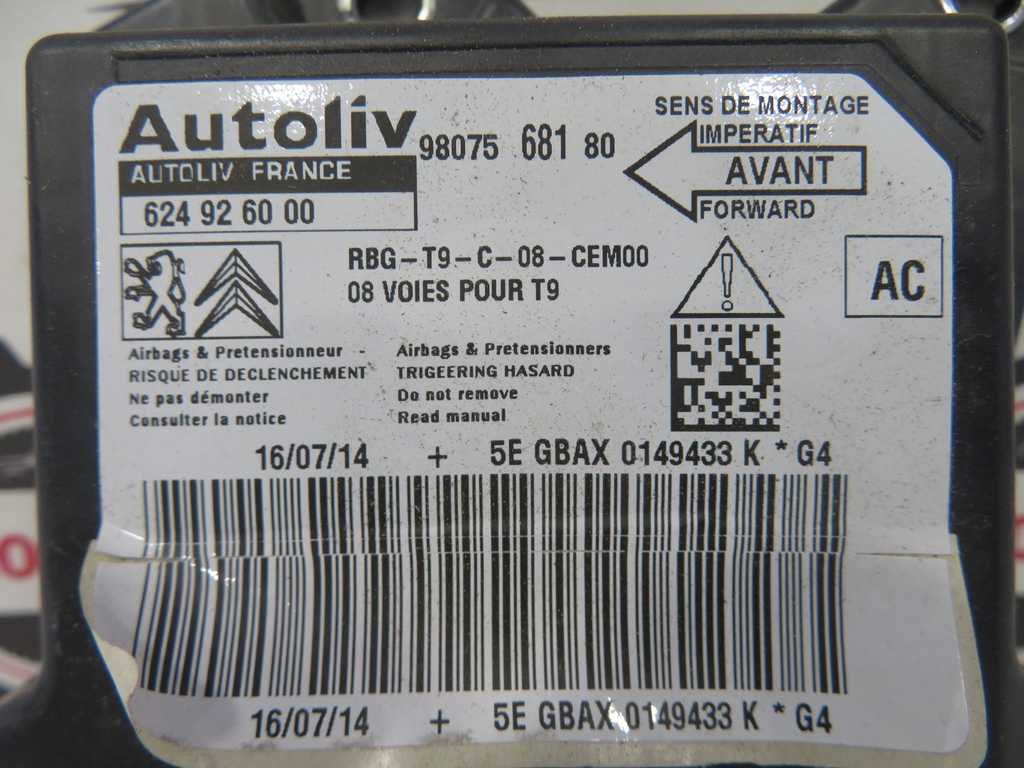 Autoliv 98075 681 80
AUTOLIV FRANCE
624 92 60 00
SENS DE MONTAGE
IMPERATIF
AVANT
FORWARD
RBG-T9-C-08-CEM00
08 VOIES POUR T9
AC
Airbags & Pretensionneur -
RISQUE DE DECLENCHEMENT
Ne pas démonter
Consulter la notice
Airbags & Pretensionners
TRIGEERING HASARD
Do not remove
Read manual
16/07/14 + 5E GBAX 0149433 K * G4
16/07/14 + 5E GBAX 0149433 K * G4